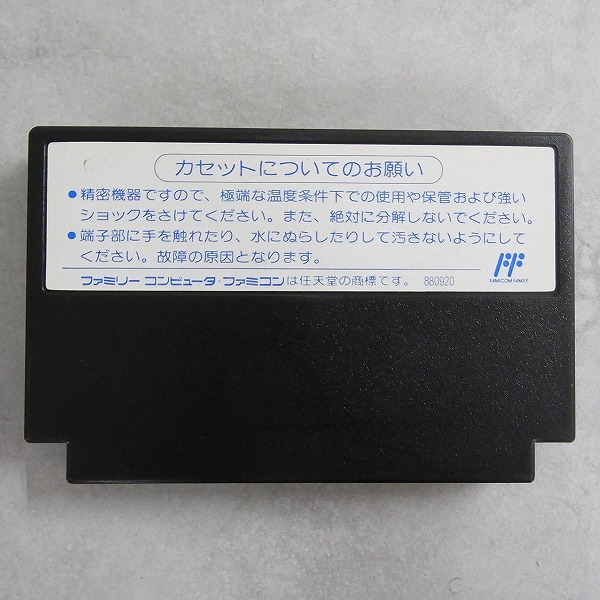 カセットについてのお願い
●精密機器ですので、極端な温度条件下での使用や保管および強い
ショックをさけてください。また、絶対に分解しないでください。
●端子部に手を触れたり、水にぬらしたりして汚さないようにして
ください。故障の原因となります。
ファミリーコンピュータ・ファミコンは任天堂の商標です。 880920
FAMICOM FAMILY